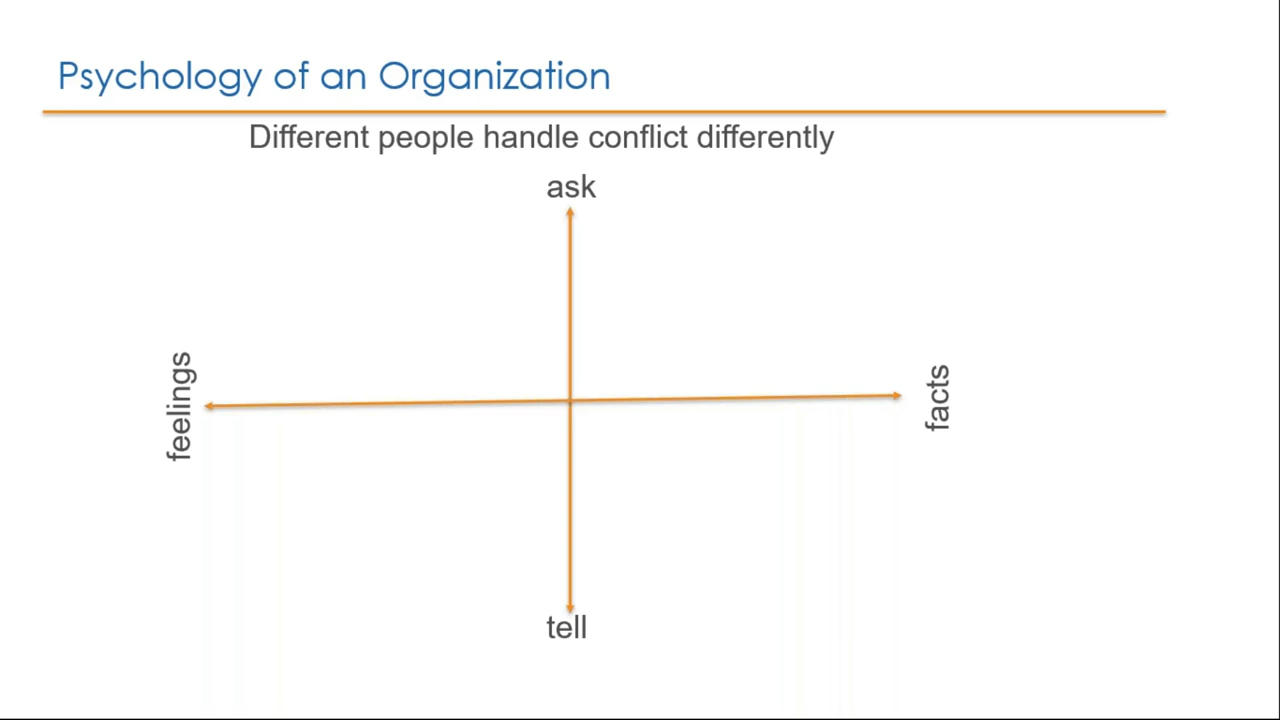 Psychology of an Organization
Different people handle conflict differently
ask
feelings
facts
tell